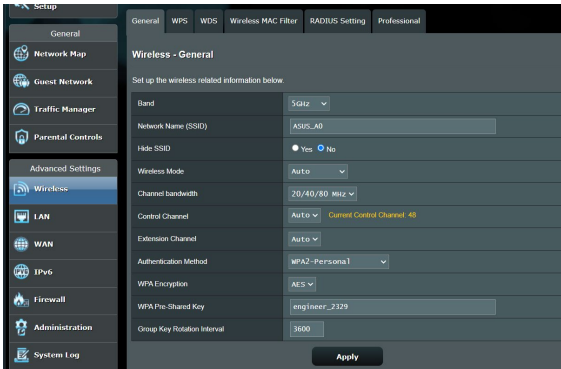 Setup
General
Network Map
Guest Network
Traffic Manager
Parental Controls
Advanced Settings
Wireless
LAN
WAN
IPv6
Firewall
Administration
System Log
General WPS WDS Wireless MAC Filter RADIUS Setting Professional
Wireless - General
Set up the wireless related information below.
Band 5GHz
Network Name (SSID) ASUS_A0
Hide SSID Yes No
Wireless Mode Auto
Channel bandwidth 20/40/80 MHz
Control Channel Auto Current Control Channel: 48
Extension Channel Auto
Authentication Method WPA2-Personal
WPA Encryption AES
WPA Pre-Shared Key engineer_2329
Group Key Rotation Interval 3600
Apply